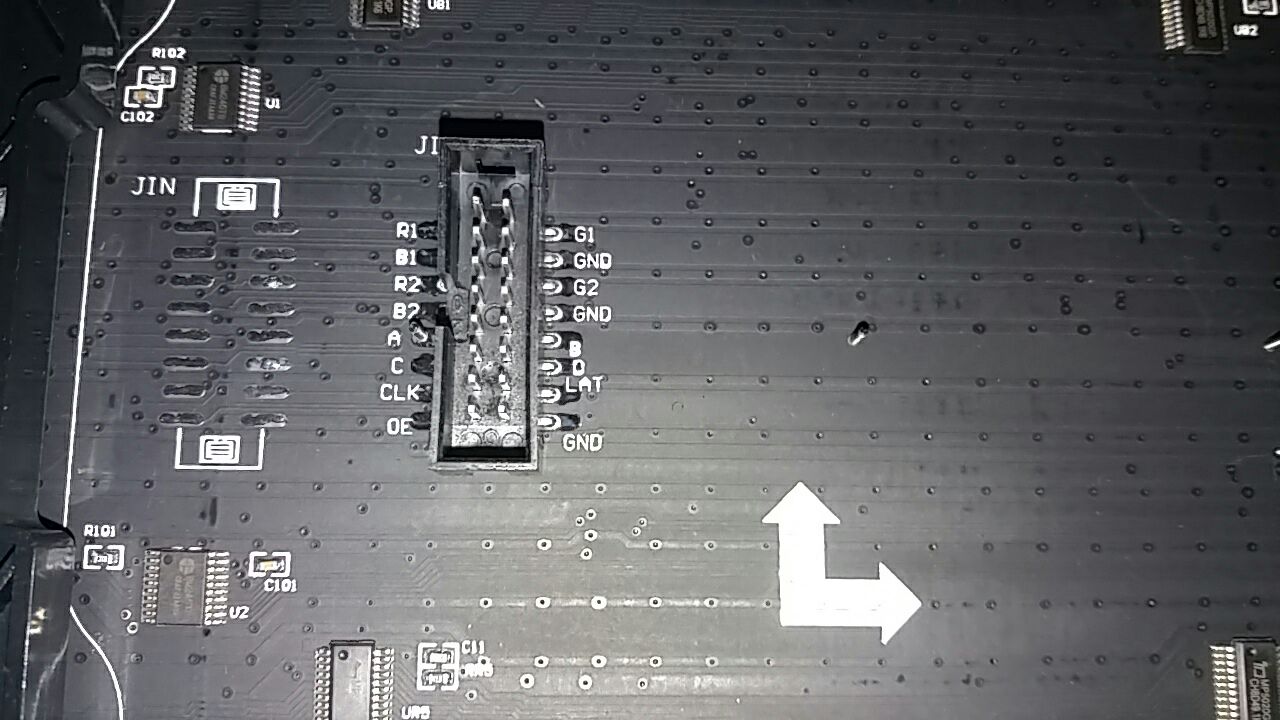 U81
U82
R102
U1
C102
JI
JIN
R1
G1
B1
GND
R2
G2
B2
GND
A
B
C
D
CLK
LAT
OE
GND
R101
C101
U2
C11